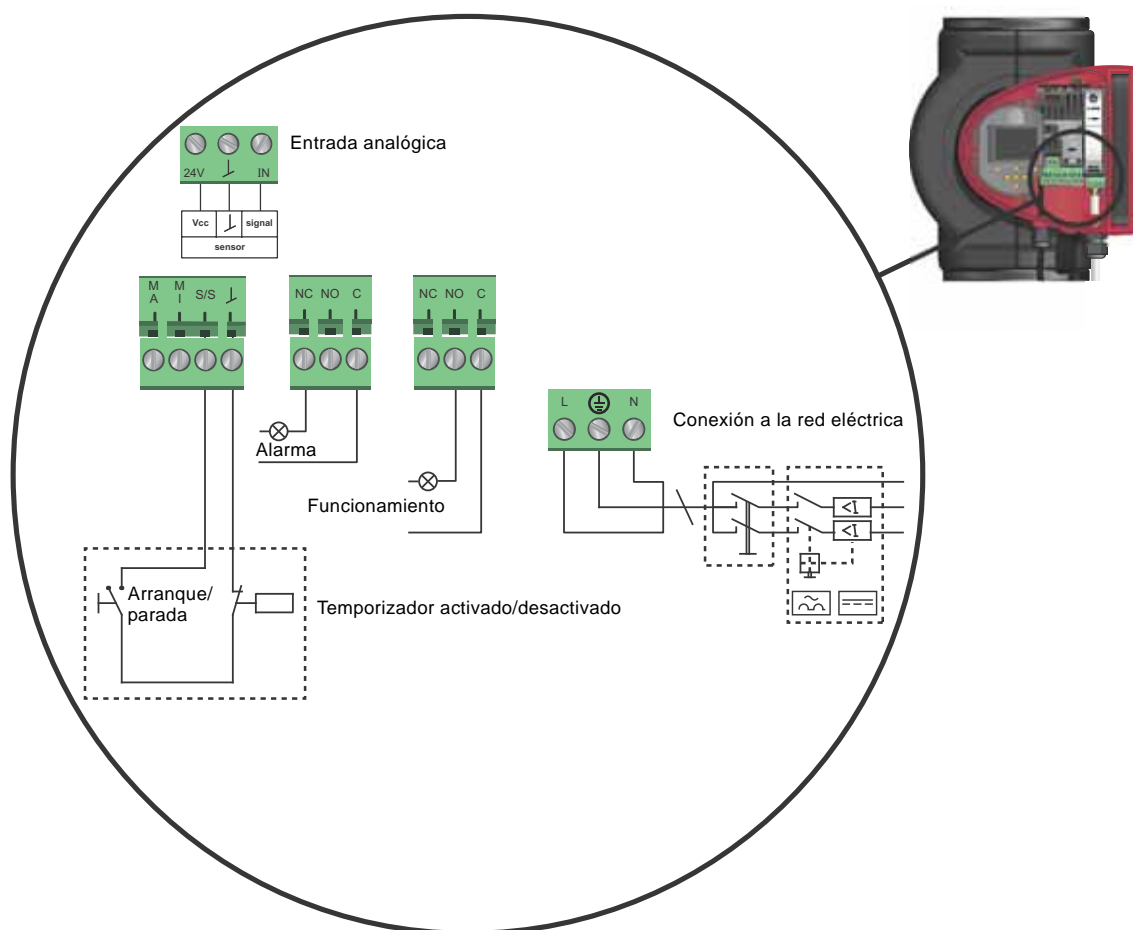 Entrada analógica
24V IN
Vcc signal
sensor
M A M I S/S
NC NO C
NC NO C
Alarma
Funcionamiento
L N
Conexión a la red eléctrica
<I
<I
Arranque/
parada
Temporizador activado/desactivado